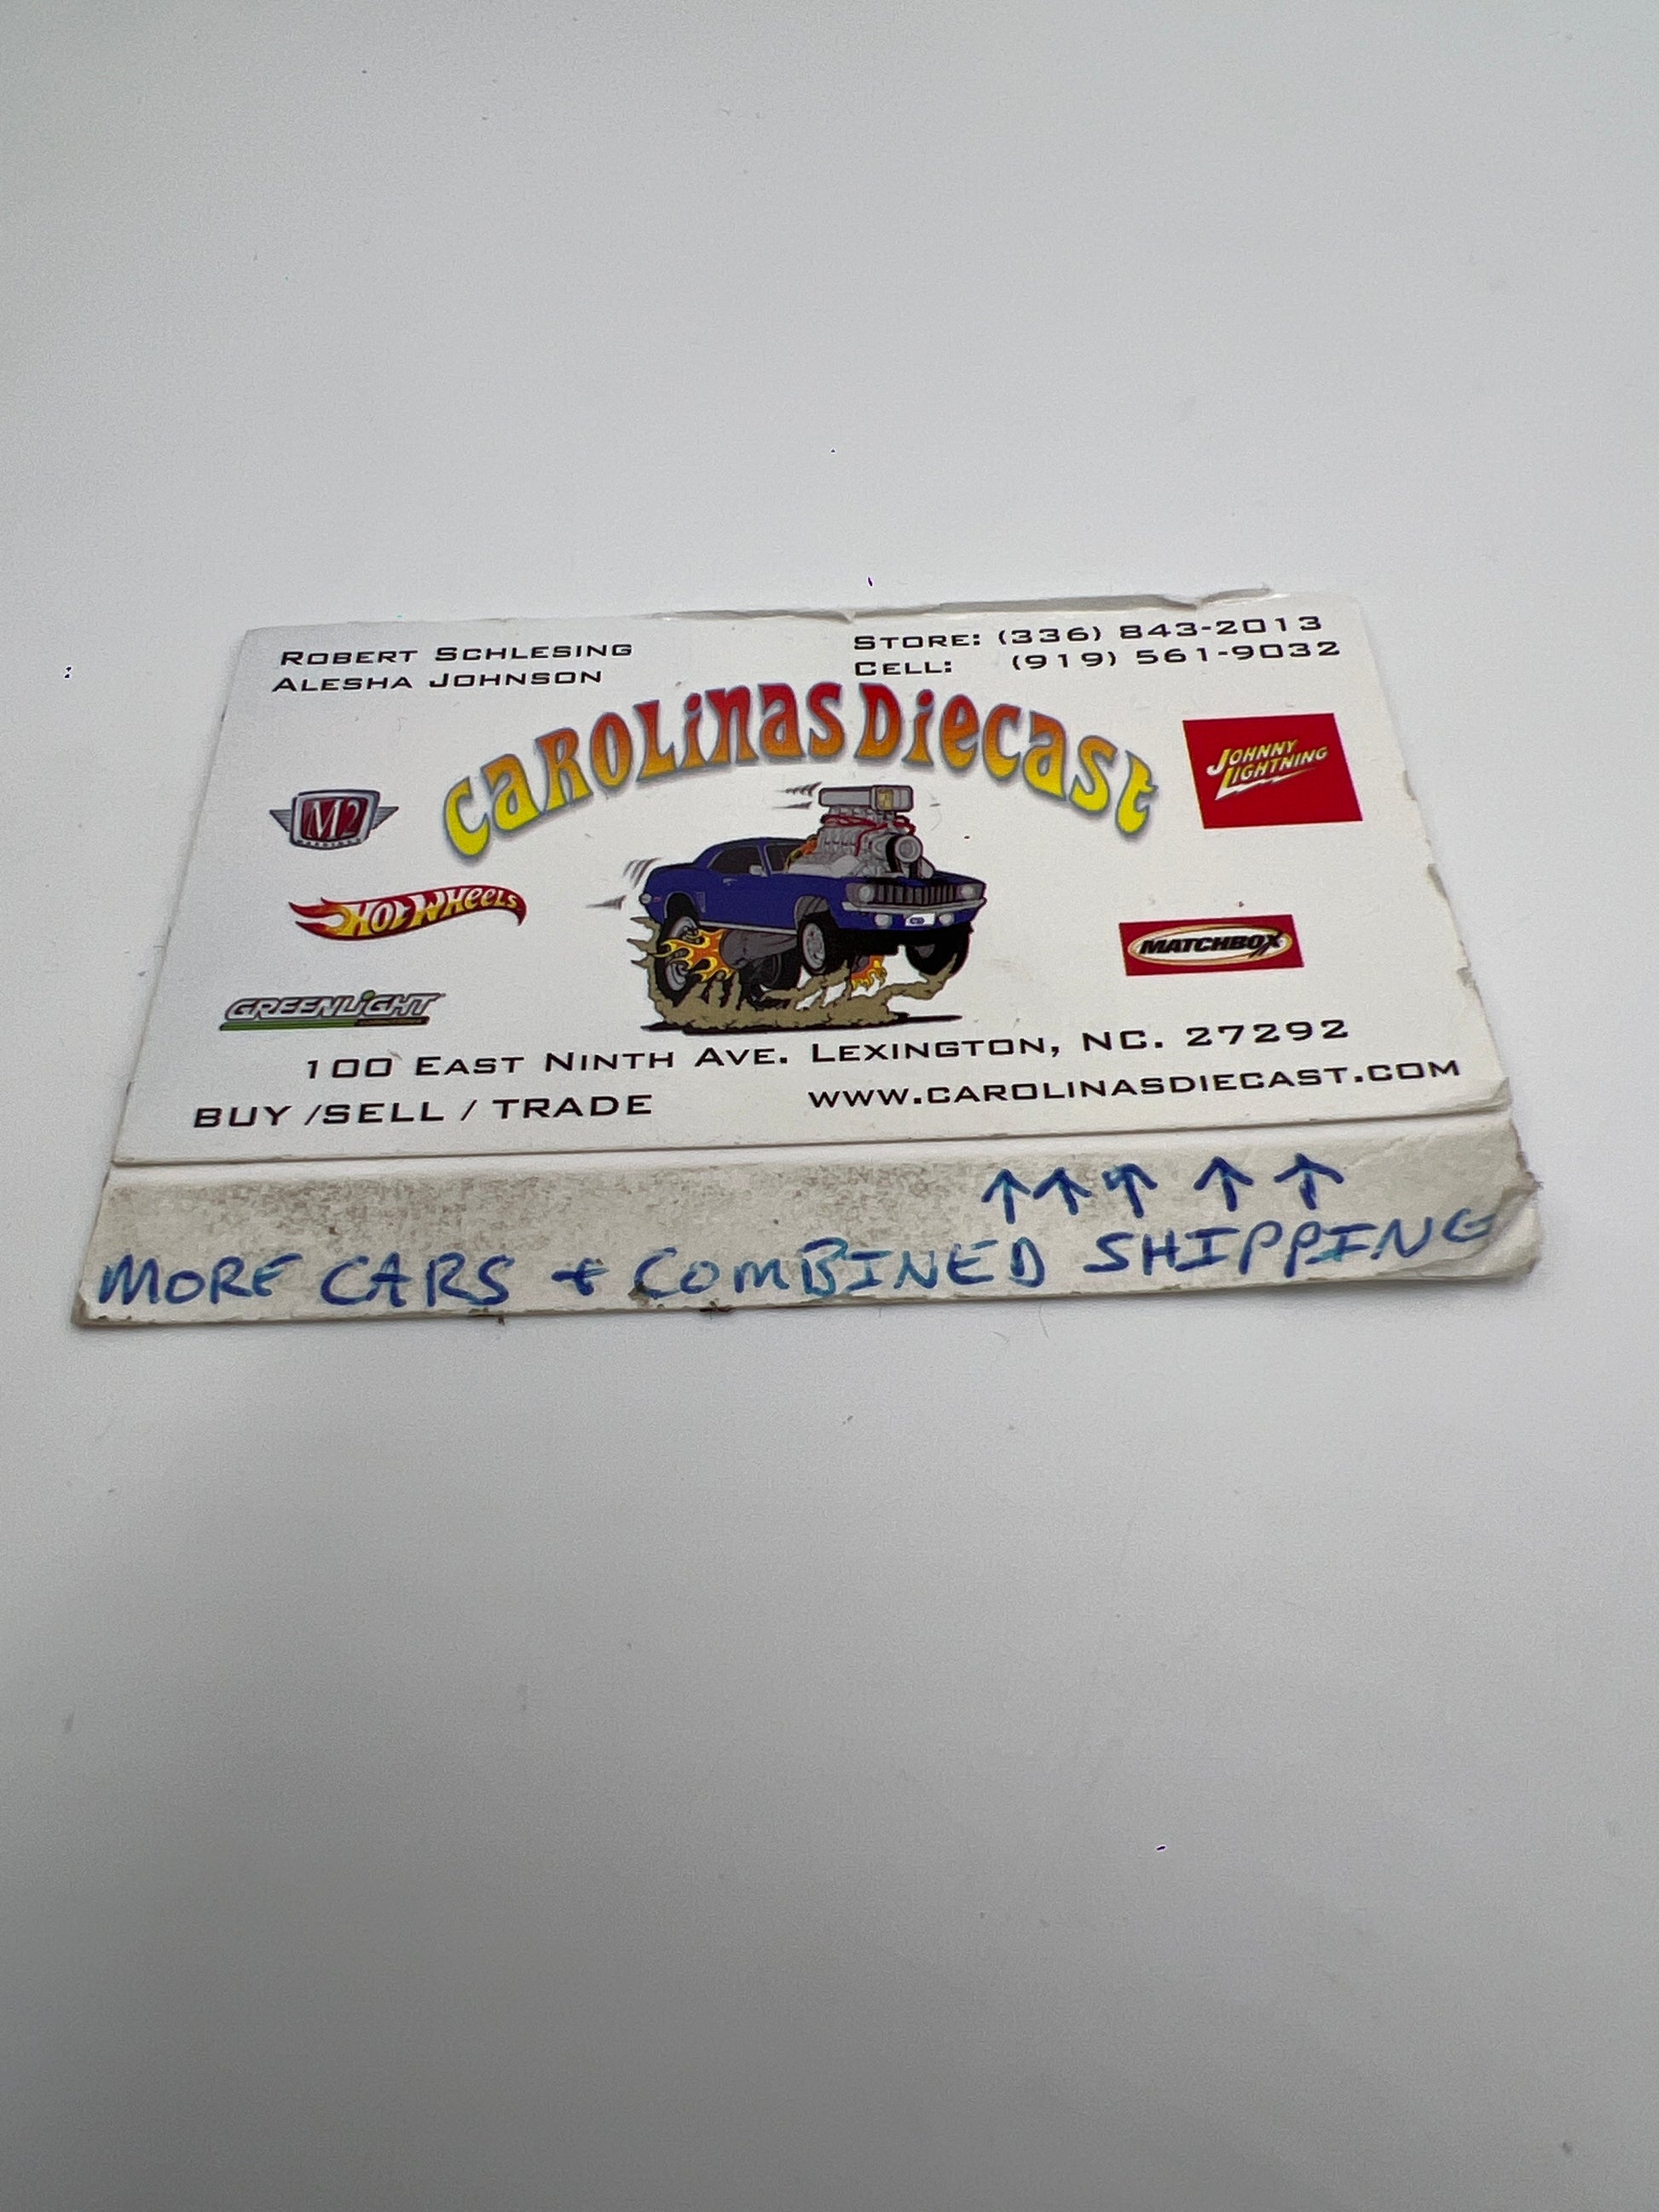 ROBERT SCHLESING
ALESHA JOHNSON
STORE: (336) 843-2013
CELL: (919) 561-9032
CAROLINAS DIECAST
JOHNNY LIGHTNING
M2
HOT WHEELS
MATCHBOX
GREENLIGHT
100 EAST NINTH AVE. LEXINGTON, NC. 27292
BUY /SELL / TRADE
WWW.CAROLINASDIECAST.COM
↑↑↑↑↑
MORE CARS + COMBINED SHIPPING